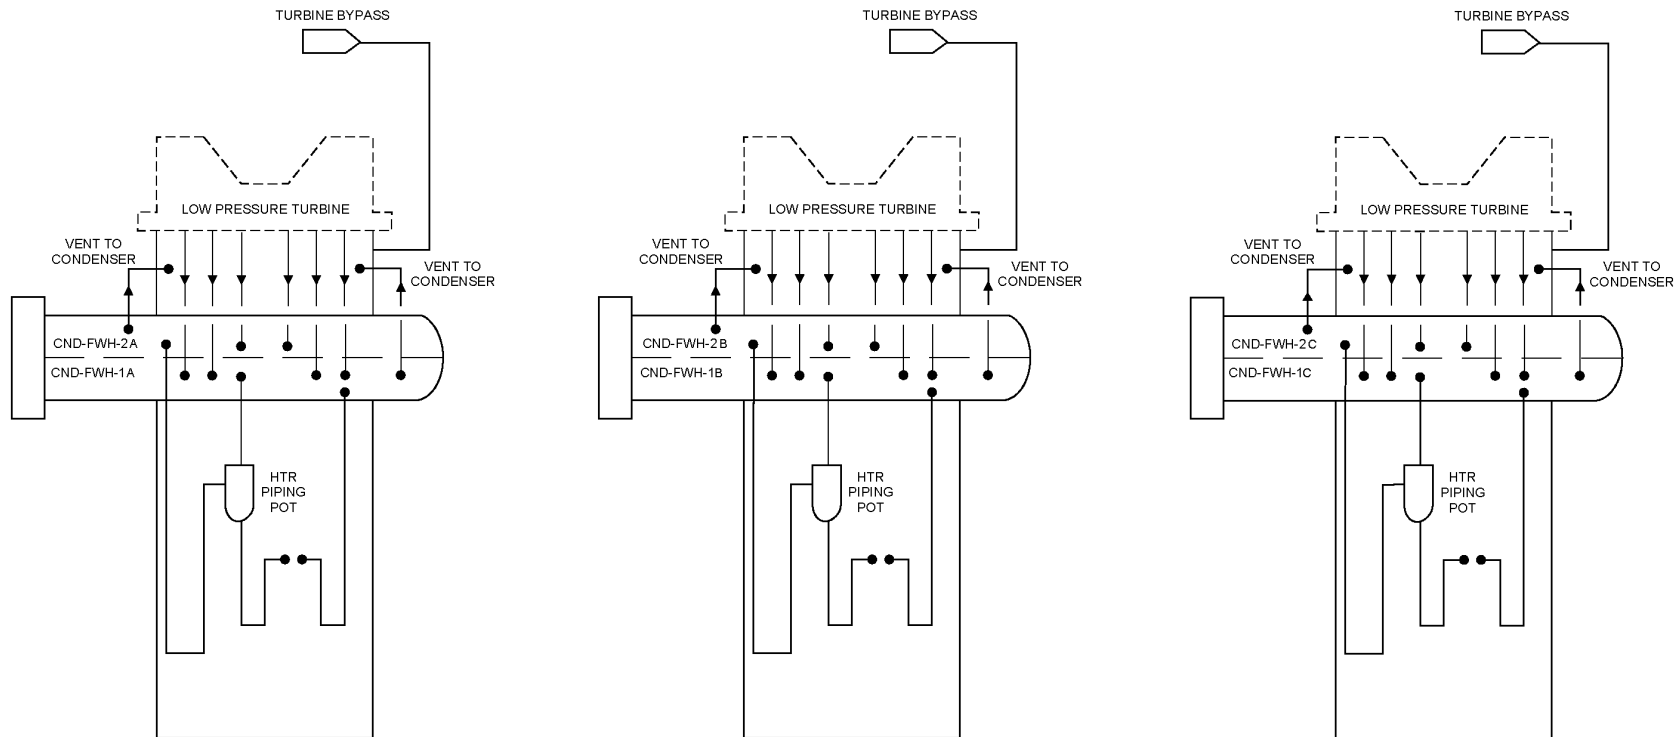 TURBINE BYPASS
TURBINE BYPASS
TURBINE BYPASS
LOW PRESSURE TURBINE
LOW PRESSURE TURBINE
LOW PRESSURE TURBINE
VENT TO
CONDENSER
VENT TO
CONDENSER
VENT TO
CONDENSER
VENT TO
CONDENSER
VENT TO
CONDENSER
VENT TO
CONDENSER
CND-FWH-2A
CND-FWH-1A
CND-FWH-2B
CND-FWH-1B
CND-FWH-2C
CND-FWH-1C
HTR
PIPING
POT
HTR
PIPING
POT
HTR
PIPING
POT